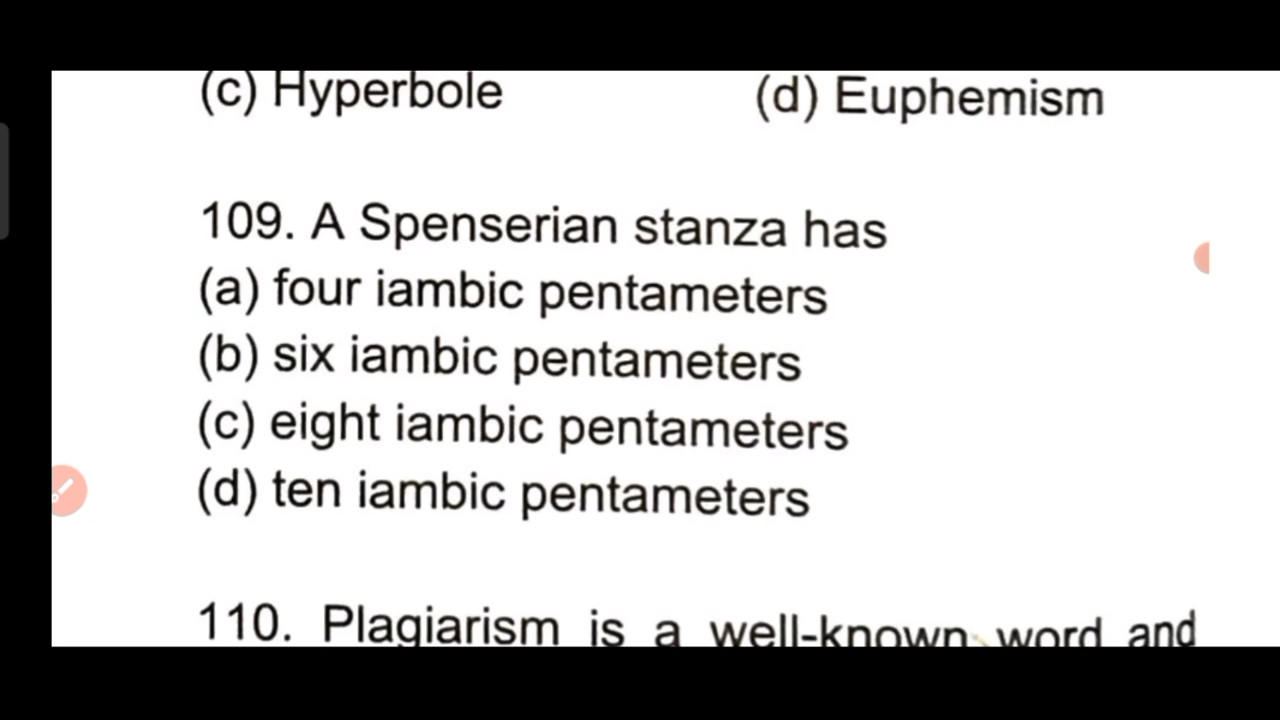 (c) Hyperbole (d) Euphemism
109. A Spenserian stanza has
(a) four iambic pentameters
(b) six iambic pentameters
(c) eight iambic pentameters
(d) ten iambic pentameters
110. Plagiarism is a well-known word and